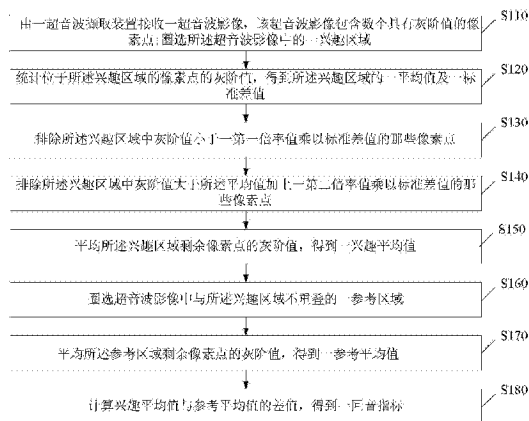 S110
由一超音波撷取装置接收一超音波影像，该超音波影像包含数个具有灰阶值的像
素点;圈选所述超音波影像中的一兴趣区域
S120
统计位于所述兴趣区域的像素点的灰阶值，得到所述兴趣区域的一平均值及一标
准差值
S130
排除所述兴趣区域中灰阶值小于一第一倍率值乘以标准差值的那些像素点
S140
排除所述兴趣区域中灰阶值大于所述平均值加上一第二倍率值乘以标准差值的那
些像素点
S150
平均所述兴趣区域剩余像素点的灰阶值，得到一兴趣平均值
S160
圈选超音波影像中与所述兴趣区域不重叠的一参考区域
S170
平均所述参考区域剩余像素点的灰阶值，得到一参考平均值
S180
计算兴趣平均值与参考平均值的差值，得到一回音指标